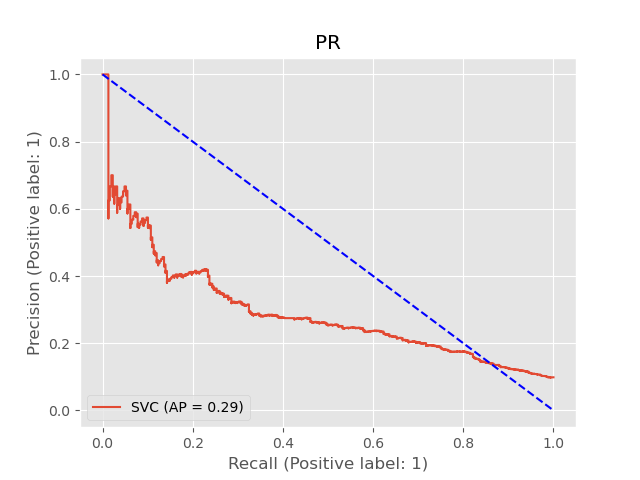 PR
Precision (Positive label: 1)
1.0
0.8
0.6
0.4
0.2
0.0
SVC (AP = 0.29)
0.0 0.2 0.4 0.6 0.8 1.0
Recall (Positive label: 1)